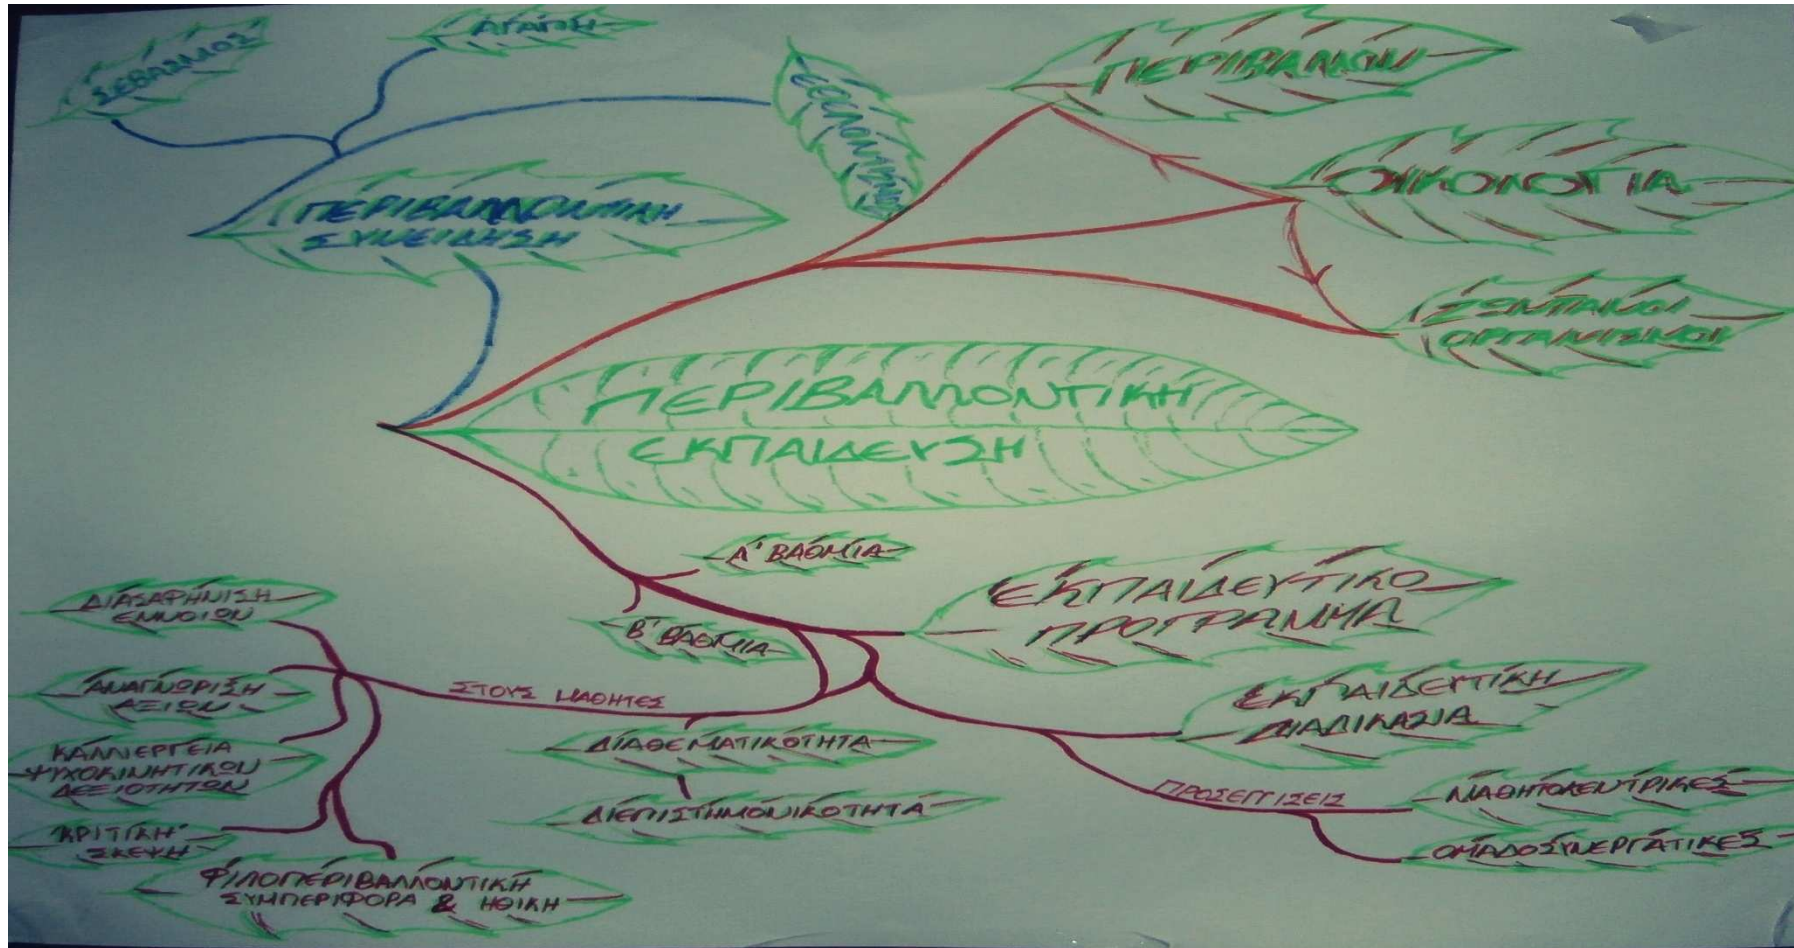 ΣΕΒΑΣΜΟΣ
ΑΓΑΠΗ
ΕΘΕΛΟΝΤΙΣΜΟΣ
ΠΕΡΙΒΑΛΛΟΝ
ΟΙΚΟΛΟΓΙΑ
ΖΩΝΤΑΝΟΙ
ΟΡΓΑΝΙΣΜΟΙ
ΠΕΡΙΒΑΛΛΟΝΤΙΚΗ
ΣΥΝΕΙΔΗΣΗ
ΠΕΡΙΒΑΛΛΟΝΤΙΚΗ
ΕΚΠΑΙΔΕΥΣΗ
Α' ΒΑΘΜΙΑ
Β' ΒΑΘΜΙΑ
ΕΚΠΑΙΔΕΥΤΙΚΟ
ΠΡΟΓΡΑΜΜΑ
ΔΙΑΣΑΦΗΝΙΣΗ
ΕΝΝΟΙΩΝ
ΑΝΑΓΝΩΡΙΣΗ
ΑΞΙΩΝ
ΚΑΛΛΙΕΡΓΕΙΑ
ΨΥΧΟΚΙΝΗΤΙΚΩΝ
ΔΕΞΙΟΤΗΤΩΝ
ΚΡΙΤΙΚΗ
ΣΚΕΨΗ
ΦΙΛΟΠΕΡΙΒΑΛΛΟΝΤΙΚΗ
ΣΥΜΠΕΡΙΦΟΡΑ & ΗΘΙΚΗ
ΣΤΟΥΣ ΜΑΘΗΤΕΣ
ΔΙΑΘΕΜΑΤΙΚΟΤΗΤΑ
ΔΙΕΠΙΣΤΗΜΟΝΙΚΟΤΗΤΑ
ΕΚΠΑΙΔΕΥΤΙΚΗ
ΔΙΑΔΙΚΑΣΙΑ
ΠΡΟΣΕΓΓΙΣΕΙΣ
ΜΑΘΗΤΟΚΕΝΤΡΙΚΕΣ
ΟΜΑΔΟΣΥΝΕΡΓΑΤΙΚΕΣ